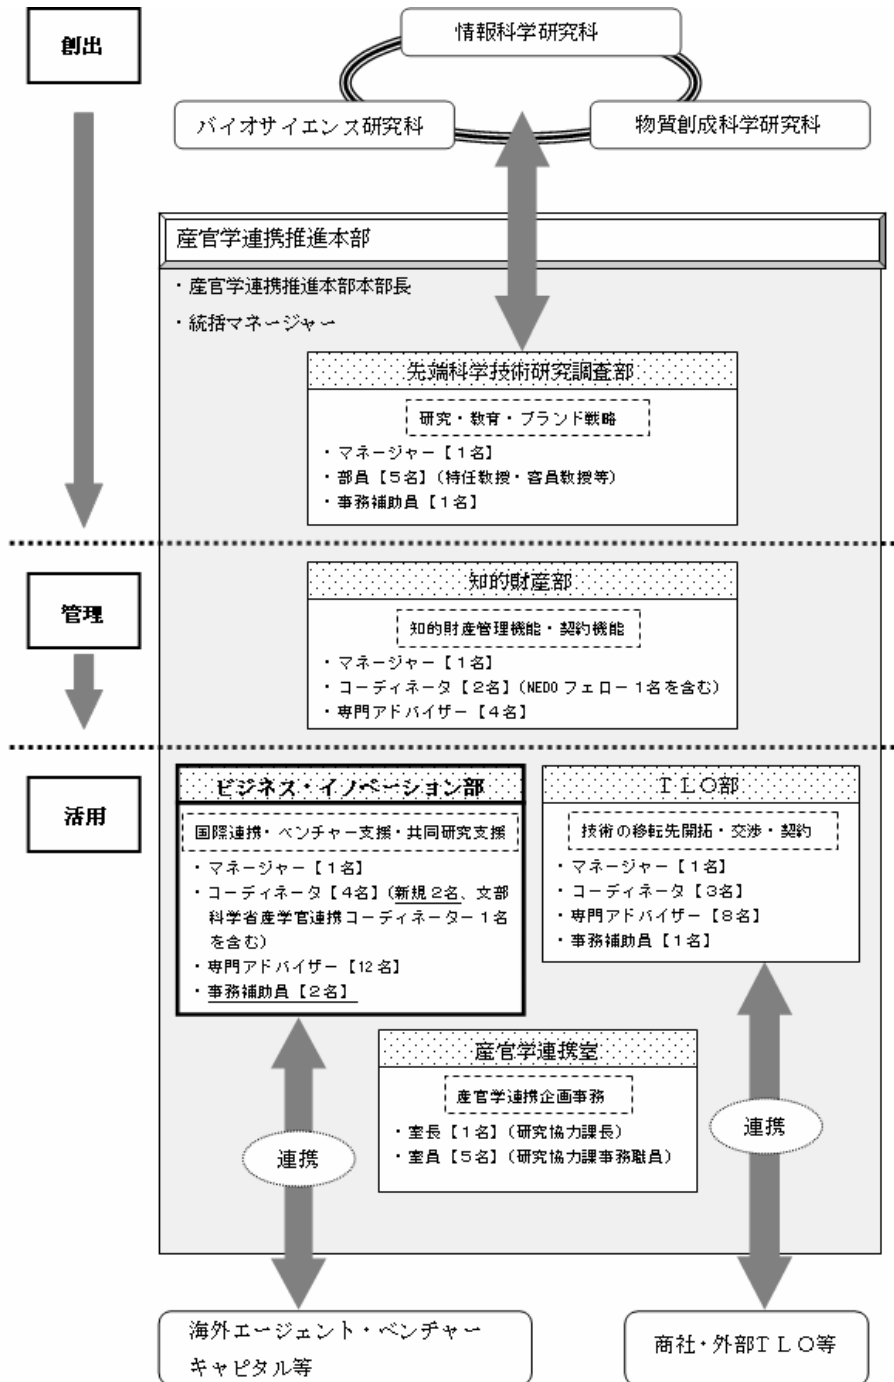 創出
情報科学研究科
バイオサイエンス研究科
物質創成科学研究科
産官学連携推進本部
・産官学連携推進本部本部長
・統括マネージャー
先端科学技術研究調査部
研究・教育・ブランド戦略
・マネージャー【1名】
・部員【5名】(特任教授・客員教授等)
・事務補助員【1名】
管理
知的財産部
知的財産管理機能・契約機能
・マネージャー【1名】
・コーディネータ【2名】(NEDOフェロー1名を含む)
・専門アドバイザー【4名】
活用
ビジネス・イノベーション部
国際連携・ベンチャー支援・共同研究支援
・マネージャー【1名】
・コーディネータ【4名】(新規2名、文部
科学省産学官連携コーディネーター1名
を含む)
・専門アドバイザー【12名】
・事務補助員【2名】
TLO部
技術の移転先開拓・交渉・契約
・マネージャー【1名】
・コーディネータ【3名】
・専門アドバイザー【8名】
・事務補助員【1名】
産官学連携室
産官学連携企画事務
・室長【1名】(研究協力課長)
・室員【5名】(研究協力課事務職員)
連携
連携
海外エージェント・ベンチャー
キャピタル等
商社・外部TLO等